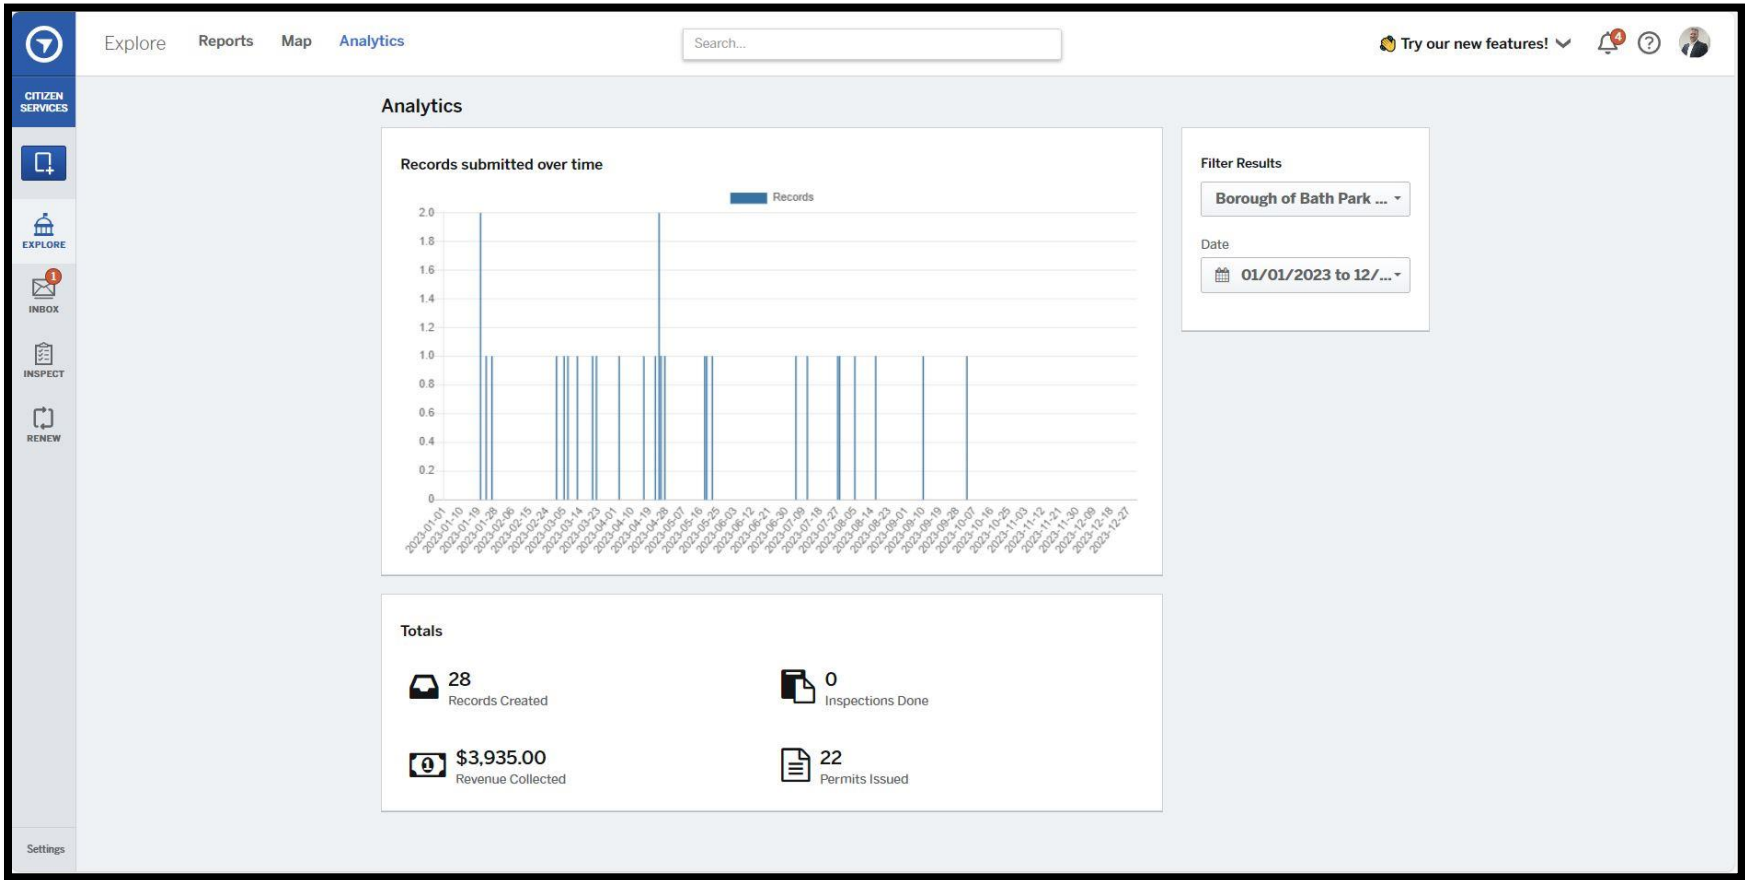 Explore Reports Map Analytics
Search...
Try our new features!
4
CITIZEN
SERVICES
EXPLORE
1
INBOX
INSPECT
RENEW
Settings
Analytics
Records submitted over time
Records
2.0
1.8
1.6
1.4
1.2
1.0
0.8
0.6
0.4
0.2
0
2023-01-01
2023-01-10
2023-01-19
2023-01-28
2023-02-06
2023-02-15
2023-02-24
2023-03-05
2023-03-14
2023-03-23
2023-04-01
2023-04-10
2023-04-19
2023-04-28
2023-05-07
2023-05-16
2023-05-25
2023-06-03
2023-06-12
2023-06-21
2023-06-30
2023-07-09
2023-07-18
2023-07-27
2023-08-05
2023-08-14
2023-08-23
2023-09-01
2023-09-10
2023-09-19
2023-09-28
2023-10-07
2023-10-16
2023-10-25
2023-11-03
2023-11-12
2023-11-21
2023-11-30
2023-12-09
2023-12-18
2023-12-27
Filter Results
Borough of Bath Park ...
Date
01/01/2023 to 12/...
Totals
28
Records Created
0
Inspections Done
$3,935.00
Revenue Collected
22
Permits Issued